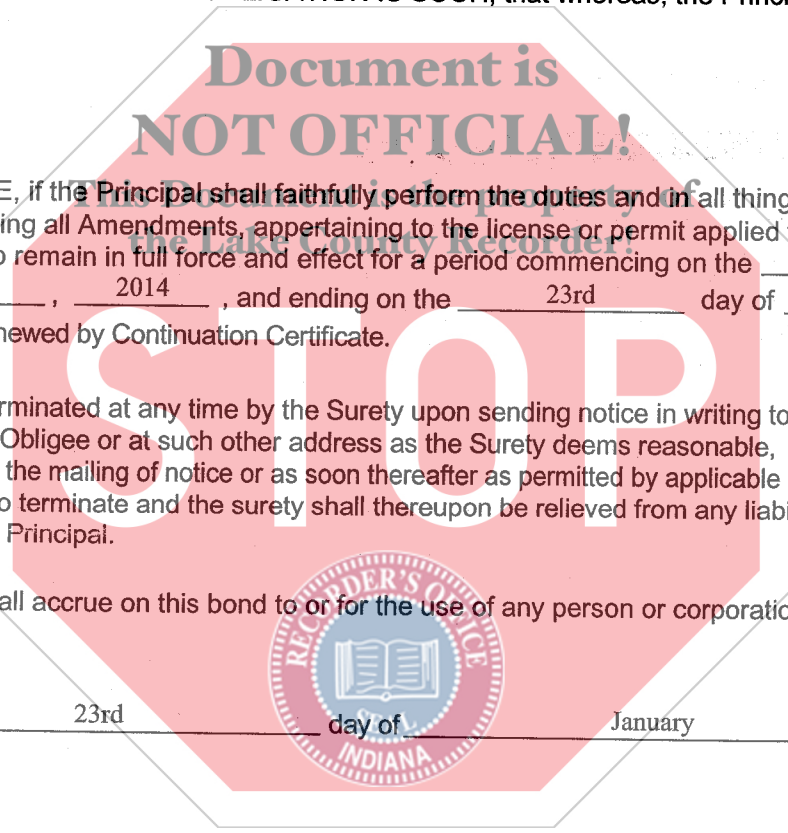 SUCH, that whereas, the
Document is
NOT OFFICIAL!
E, if the Principal shall faithfully perform the duties and in all thing
This Document is the property of
ing all Amendments, appertaining to the license or permit applied
the Lake County Recorder!
o remain in full force and effect for a period commencing on the
, 2014 , and ending on the 23rd day of
newed by Continuation Certificate.
STOP
rminated at any time by the Surety upon sending notice in writing to
Obligee or at such other address as the Surety deems reasonable,
the mailing of notice or as soon thereafter as permitted by applicable
o terminate and the surety shall thereupon be relieved from any liabi
Principal.
all accrue on this bond to or for the use of any person or corporatio
RECORDER'S OFFICE
SEAL
INDIANA
23rd day of January